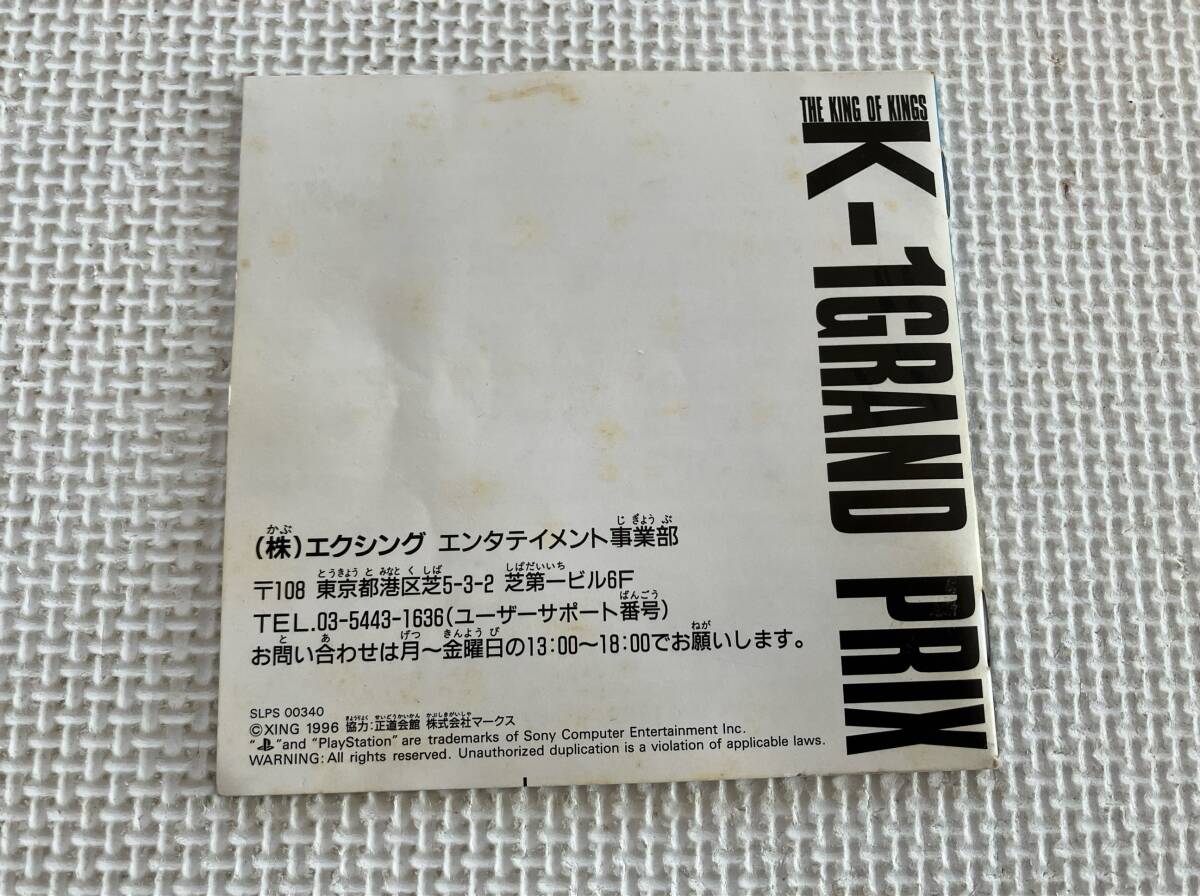 THE KING OF KINGS
K-1 GRAND PRIX
(株)エクシング エンタテイメント事業部
〒108 東京都港区芝5-3-2 芝第一ビル6F
TEL.03-5443-1636(ユーザーサポート番号)
お問い合わせは月～金曜日の13:00～18:00でお願いします。
SLPS 00340
©XING 1996 協力:正道会館 株式会社マークス
" " and "PlayStation" are trademarks of Sony Computer Entertainment Inc.
WARNING: All rights reserved. Unauthorized duplication is a violation of applicable laws.